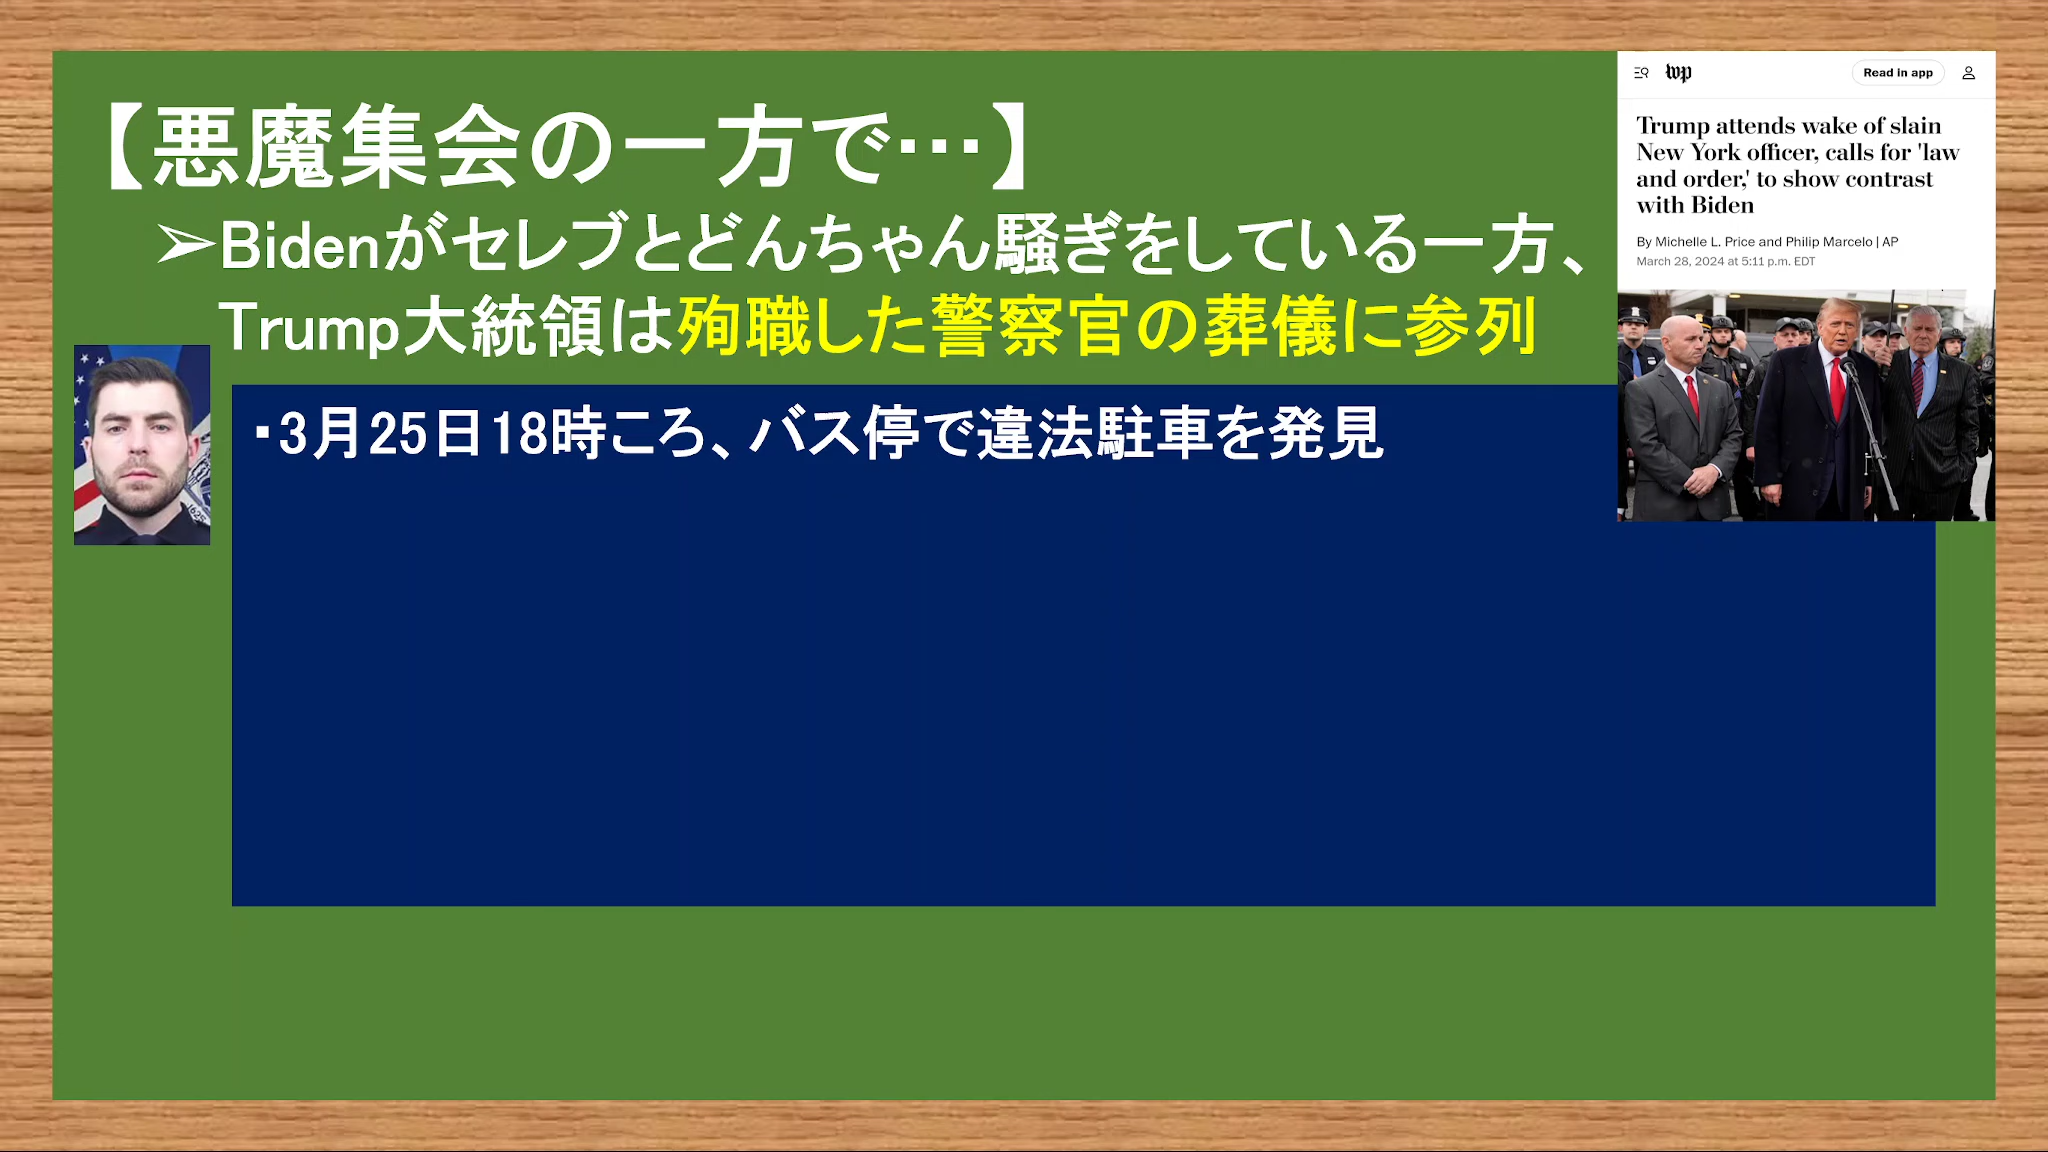 【悪魔集会の一方で…】
➢Bidenがセレブとどんちゃん騒ぎをしている一方、
Trump大統領は殉職した警察官の葬儀に参列
・3月25日18時ころ、バス停で違法駐車を発見
wp
Read in app
Trump attends wake of slain
New York officer, calls for 'law
and order,' to show contrast
with Biden
By Michelle L. Price and Philip Marcelo | AP
March 28, 2024 at 5:11 p.m. EDT